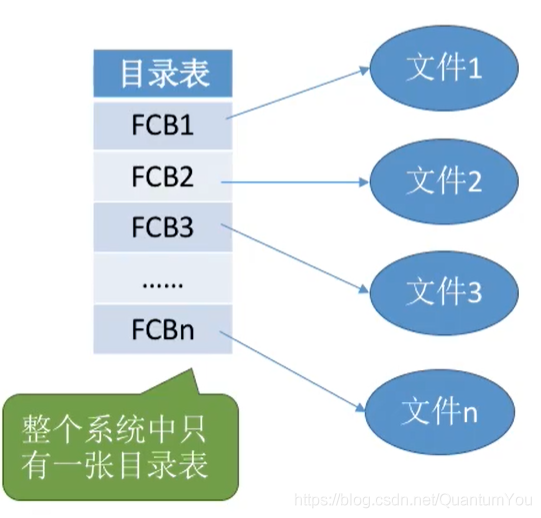 目录表
FCB1
FCB2
FCB3
......
FCBn
文件1
文件2
文件3
文件n
整个系统中只
有一张目录表
https://blog.csdn.net/QuantumYou